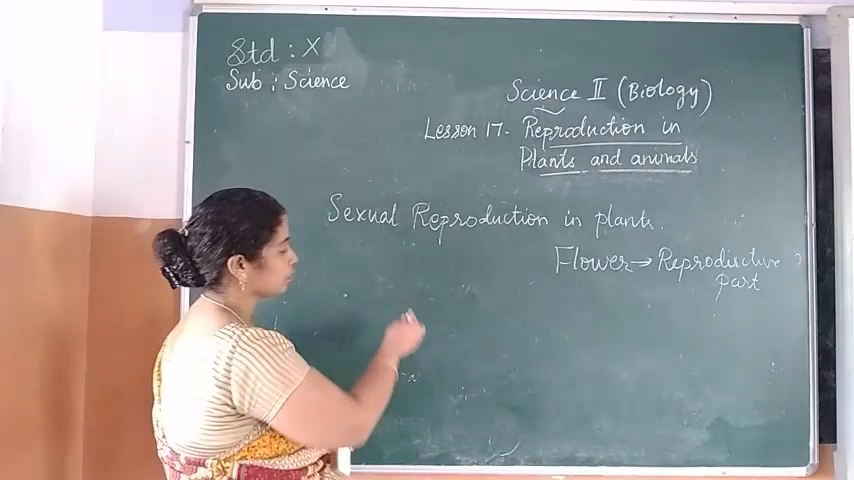 Std : X
Sub : Science
Science II (Biology)
Lesson 17. Reproduction in
Plants and animals
Sexual Reproduction in plants.
Flower → Reproductive
part